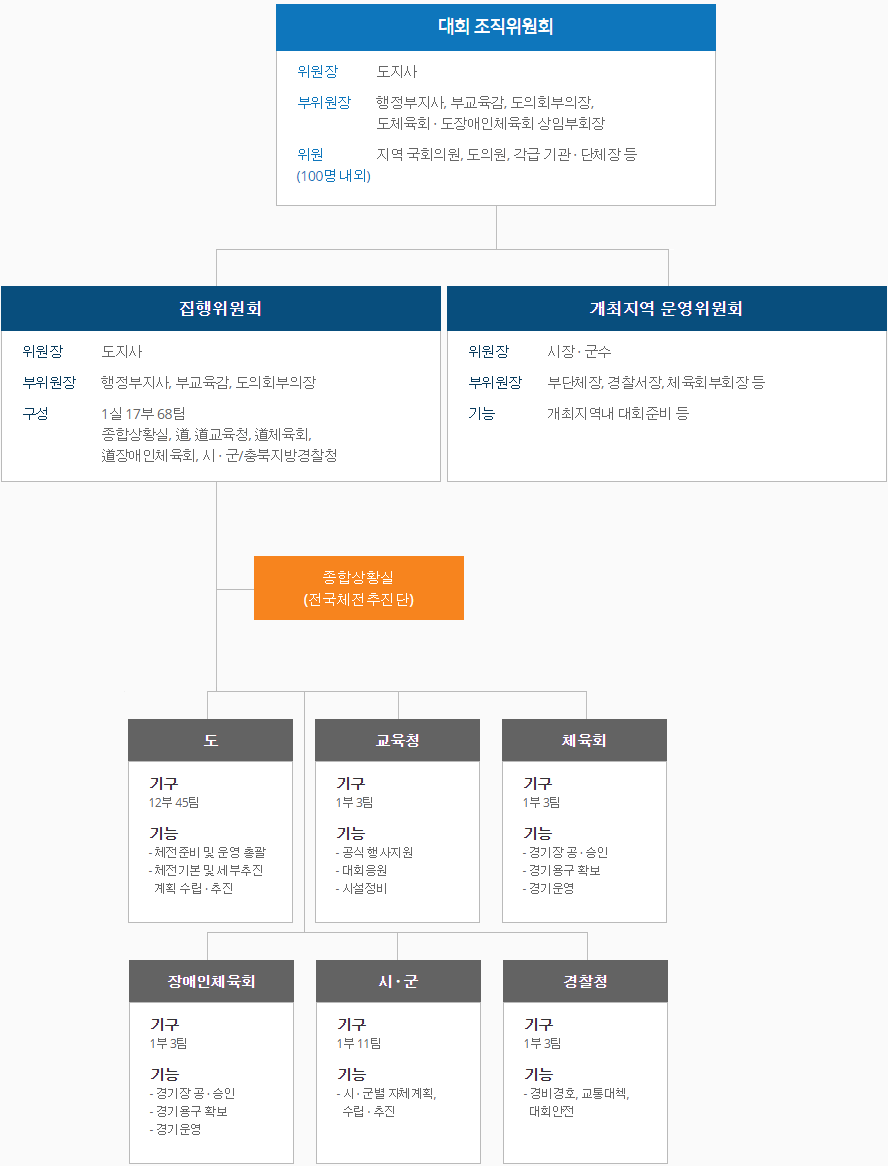 대회 조직위원회
위원장 도지사
부위원장 행정부지사, 부교육감, 도의회부의장,
도체육회 · 도장애인체육회 상임부회장
위원 지역 국회의원, 도의원, 각급 기관 · 단체장 등
(100명 내외)
집행위원회
위원장 도지사
부위원장 행정부지사, 부교육감, 도의회부의장
구성 1실 17부 68팀
종합상황실, 道, 道교육청, 道체육회,
道장애인체육회, 시 · 군/충북지방경찰청
개최지역 운영위원회
위원장 시장 · 군수
부위원장 부단체장, 경찰서장, 체육회부회장 등
기능 개최지역내 대회준비 등
종합상황실
(전국체전추진단)
도
기구
12부 45팀
기능
- 체전준비 및 운영 총괄
- 체전기본 및 세부추진
계획 수립 · 추진
교육청
기구
1부 3팀
기능
- 공식 행사지원
- 대회응원
- 시설정비
체육회
기구
1부 3팀
기능
- 경기장 공 · 승인
- 경기용구 확보
- 경기운영
장애인체육회
기구
1부 3팀
기능
- 경기장 공 · 승인
- 경기용구 확보
- 경기운영
시 · 군
기구
1부 11팀
기능
- 시 · 군별 자체계획,
수립 · 추진
경찰청
기구
1부 3팀
기능
- 경비경호, 교통대책,
대회안전